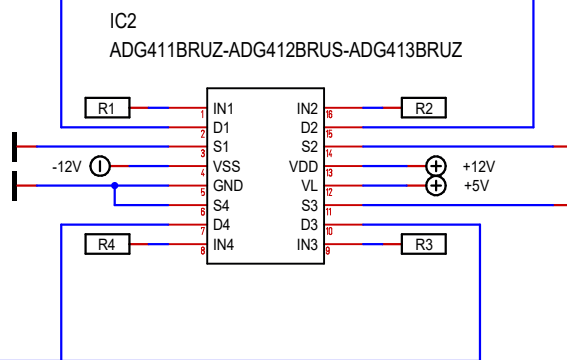 IC2
ADG411BRUZ-ADG412BRUS-ADG413BRUZ
R1 1 IN1 IN2 16 R2
2 D1 D2 15
3 S1 S2 14
-12V 4 VSS VDD 13 +12V
5 GND VL 12 +5V
6 S4 S3 11
7 D4 D3 10
R4 8 IN4 IN3 9 R3